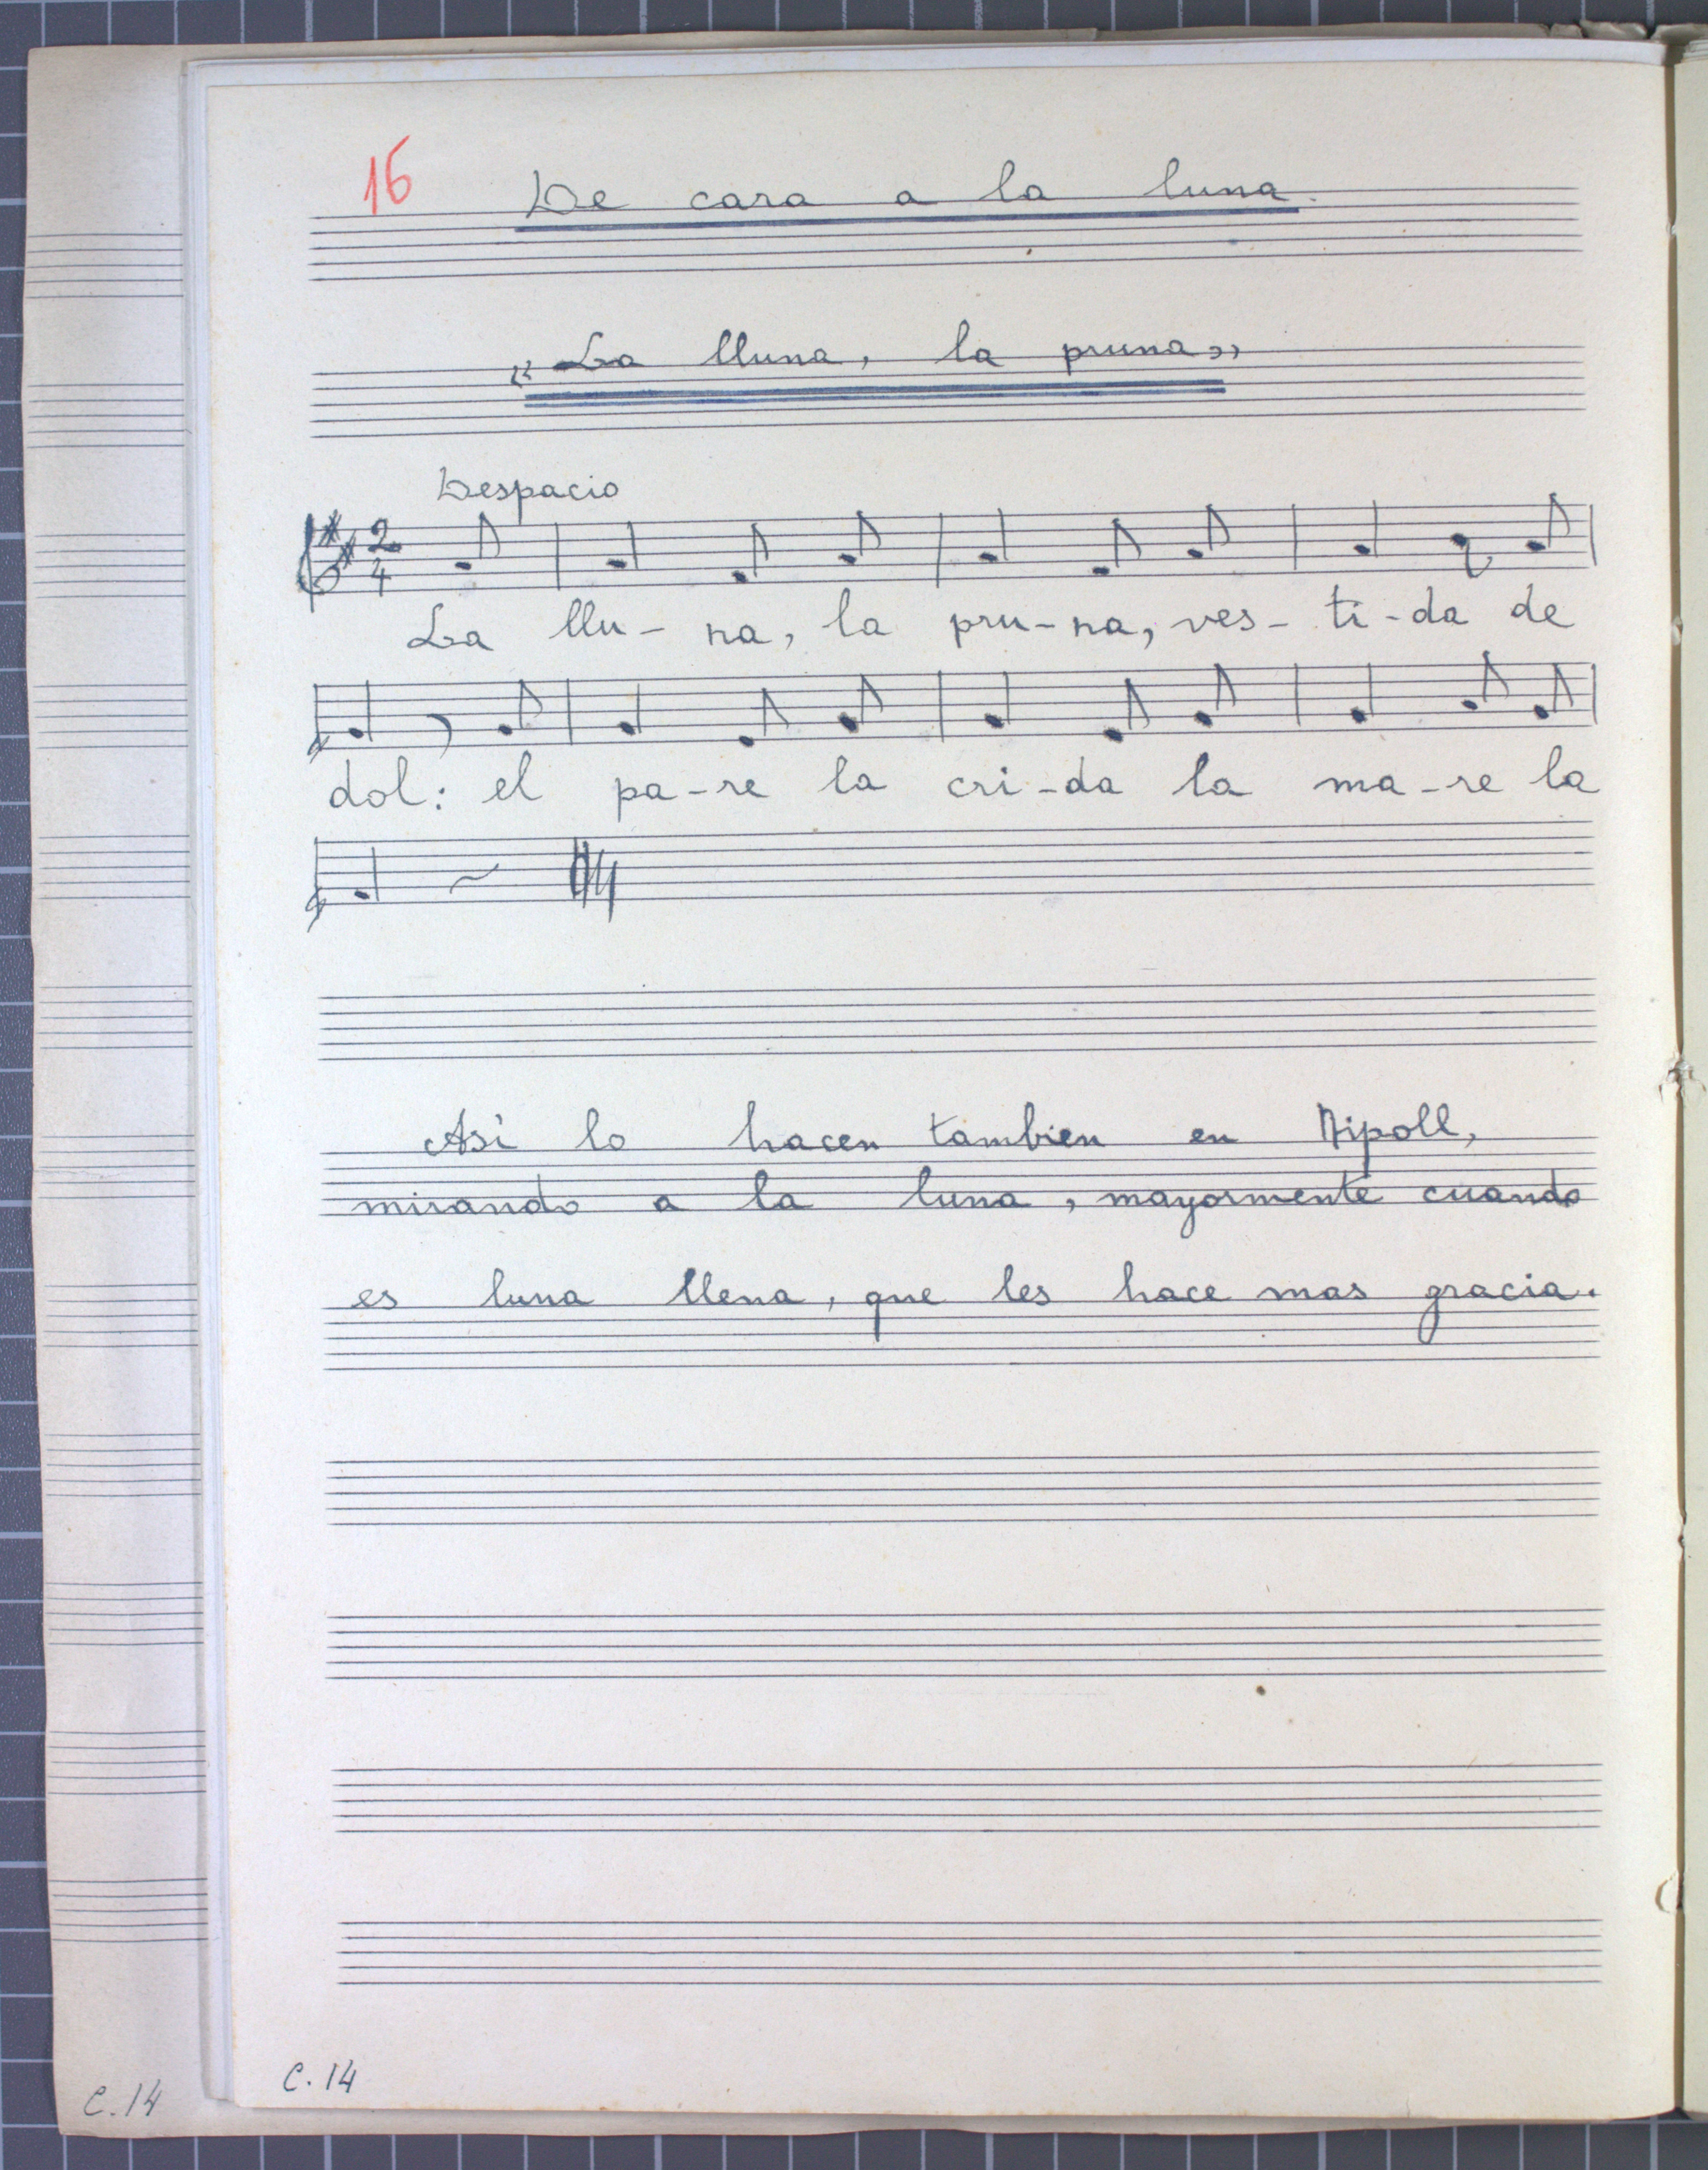 16 De cara a la luna.
"La lluna, la pruna"
Despacio
2
4
La llu- na, la pru-na, ves- ti-da de
dol: el pa-re la cri-da la ma-re la
Asi lo hacen tambien en Ripoll,
mirando a la luna, mayormente cuando
es luna llena, que les hace mas gracia.
C.14
C.14